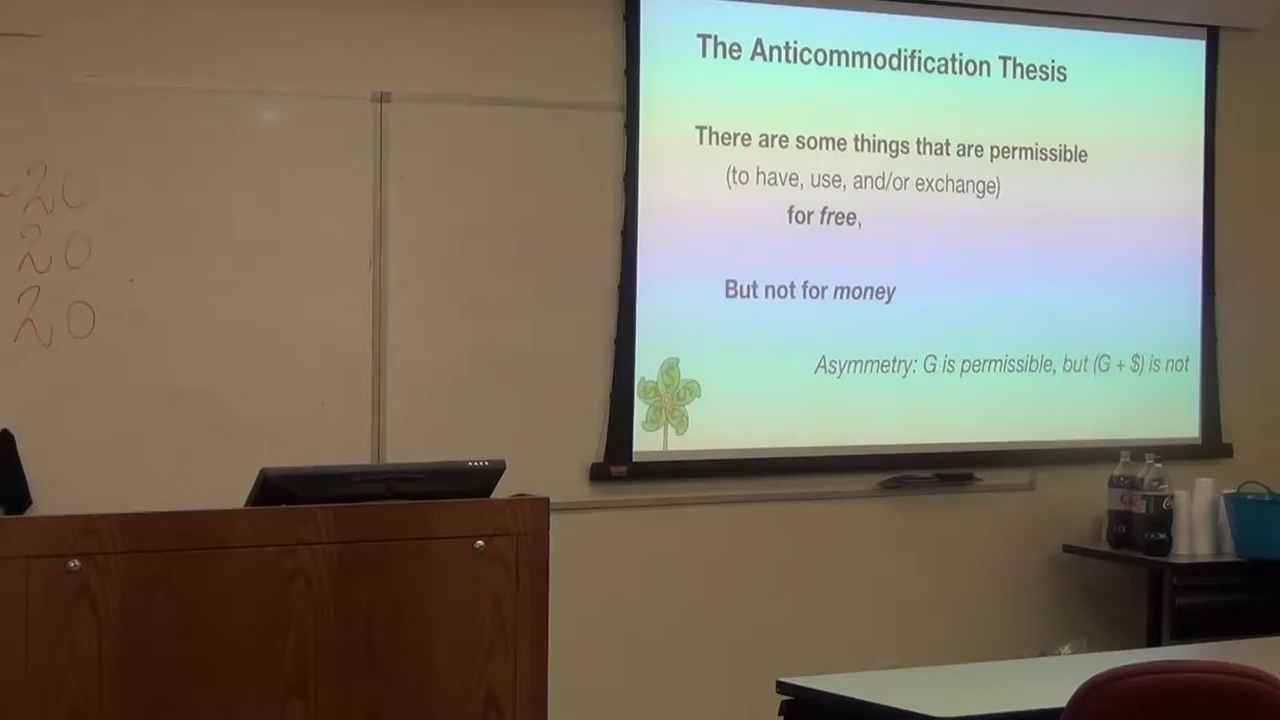 20
20
20
The Anticommodification Thesis
There are some things that are permissible
(to have, use, and/or exchange)
for free,
But not for money
Asymmetry: G is permissible, but (G + $) is not